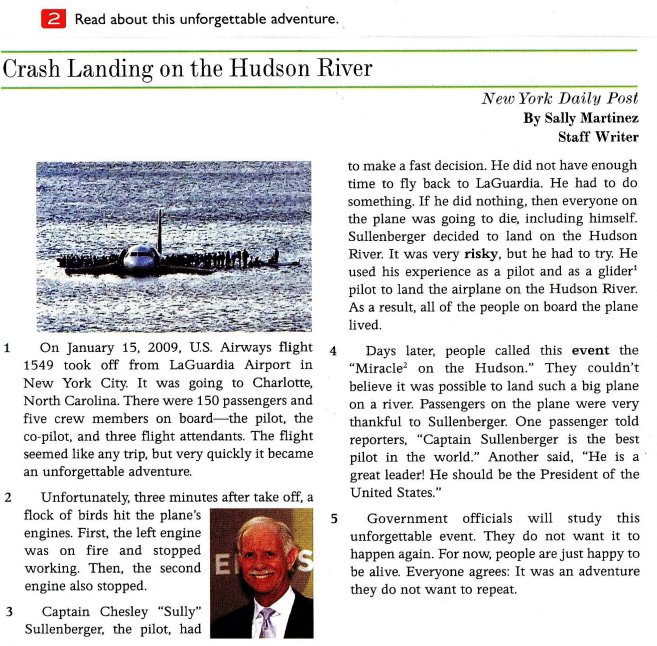 2 Read about this unforgettable adventure.
Crash Landing on the Hudson River
New York Daily Post
By Sally Martinez
Staff Writer
1 On January 15, 2009, U.S. Airways flight
1549 took off from LaGuardia Airport in
New York City. It was going to Charlotte,
North Carolina. There were 150 passengers and
five crew members on board—the pilot, the
co-pilot, and three flight attendants. The flight
seemed like any trip, but very quickly it became
an unforgettable adventure.
2 Unfortunately, three minutes after take off, a
flock of birds hit the plane's
engines. First, the left engine
was on fire and stopped
working. Then, the second
engine also stopped.
3 Captain Chesley “Sully”
Sullenberger, the pilot, had
to make a fast decision. He did not have enough
time to fly back to LaGuardia. He had to do
something. If he did nothing, then everyone on
the plane was going to die, including himself.
Sullenberger decided to land on the Hudson
River. It was very risky, but he had to try. He
used his experience as a pilot and as a glider¹
pilot to land the airplane on the Hudson River.
As a result, all of the people on board the plane
lived.
4 Days later, people called this event the
“Miracle² on the Hudson.” They couldn't
believe it was possible to land such a big plane
on a river. Passengers on the plane were very
thankful to Sullenberger. One passenger told
reporters, “Captain Sullenberger is the best
pilot in the world.” Another said, “He is a
great leader! He should be the President of the
United States.”
5 Government officials will study this
unforgettable event. They do not want it to
happen again. For now, people are just happy to
be alive. Everyone agrees: It was an adventure
they do not want to repeat.